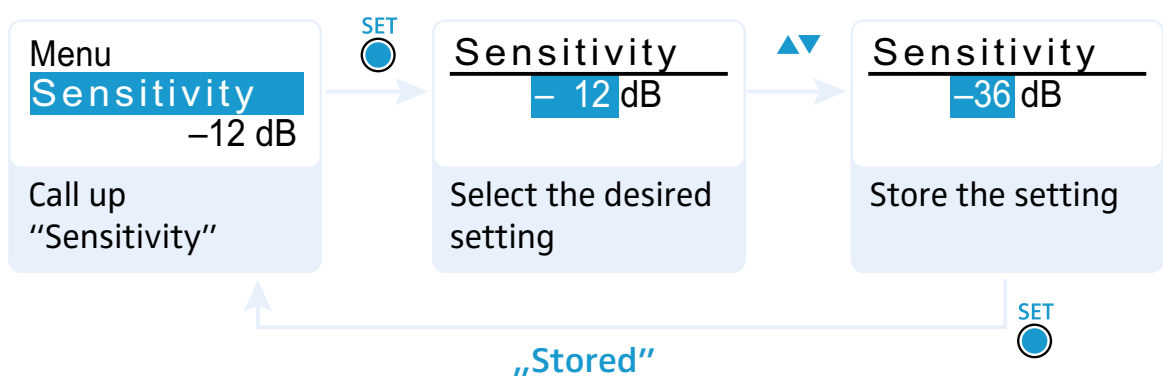 Menu
Sensitivity
–12 dB
Call up
"Sensitivity"
SET
Sensitivity
– 12 dB
Select the desired
setting
Sensitivity
–36 dB
Store the setting
SET
„Stored"